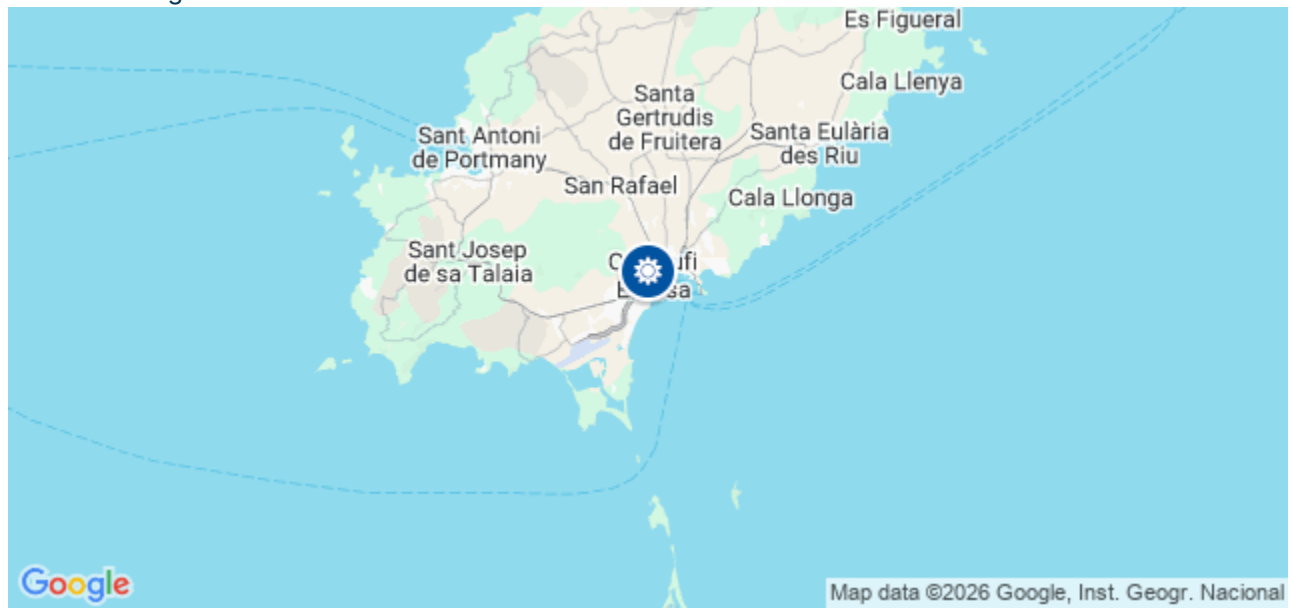 Es Figueral
Cala Llenya
Santa
Gertrudis
de Fruitera
Sant Antoni
de Portmany
Santa Eulària
des Riu
San Rafael
Cala Llonga
Sant Josep
de sa Talaia
Google
Map data ©2026 Google, Inst. Geogr. Nacional